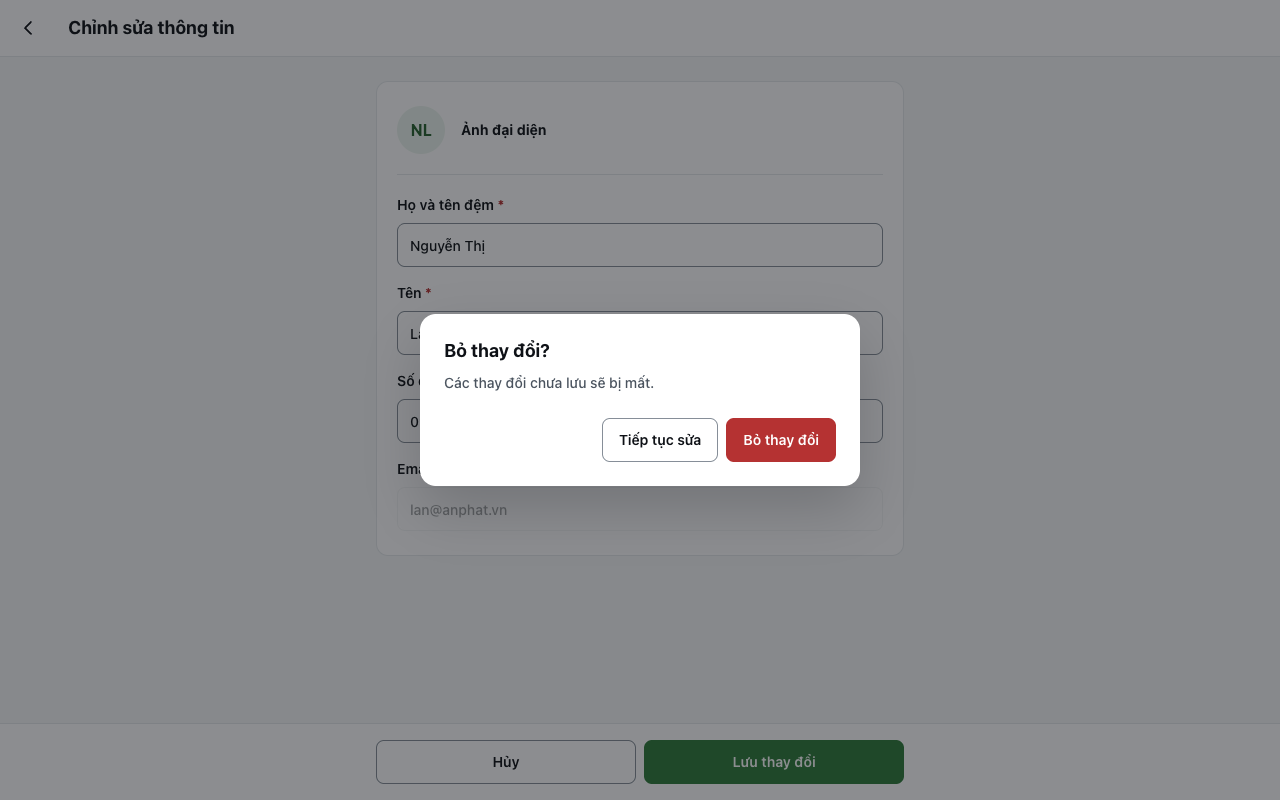 Chỉnh sửa thông tin
NL
Ảnh đại diện
Họ và tên đệm *
Nguyễn Thị
Tên *
Bỏ thay đổi?
Các thay đổi chưa lưu sẽ bị mất.
Số
0
Tiếp tục sửa
Bỏ thay đổi
lan@anphat.vn
Hủy
Lưu thay đổi